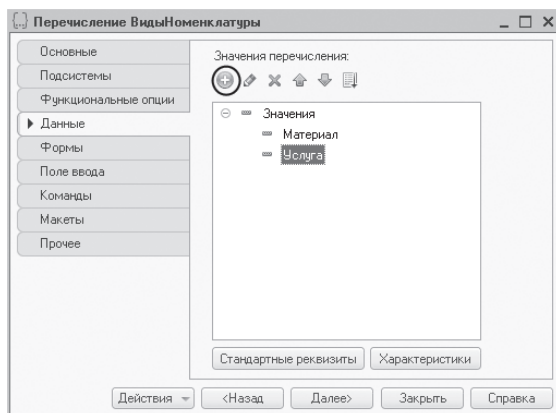 Перечисление ВидыНоменклатуры
Основные
Подсистемы
Функциональные опции
Данные
Формы
Поле ввода
Команды
Макеты
Прочее
Значения перечисления:
Значения
Материал
Услуга
Стандартные реквизиты
Характеристики
Действия
<Назад
Далее>
Закрыть
Справка